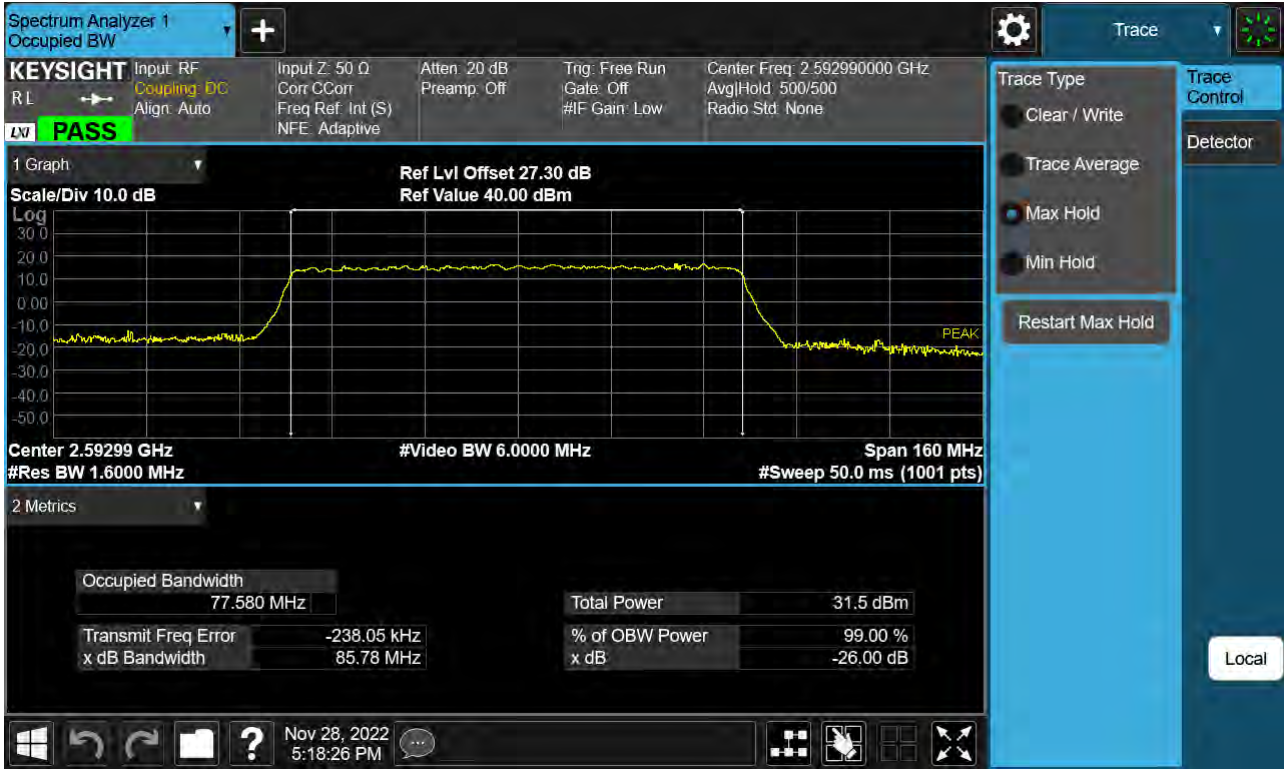 Spectrum Analyzer 1
Occupied BW
+
Trace
KEYSIGHT
R L
LXI
PASS
Input: RF
Coupling: DC
Align: Auto
Input Z: 50 Ω
Corr CCorr
Freq Ref: Int (S)
NFE: Adaptive
Atten: 20 dB
Preamp: Off
Trig: Free Run
Gate: Off
#IF Gain: Low
Center Freq: 2.592990000 GHz
Avg|Hold: 500/500
Radio Std: None
1 Graph
Scale/Div 10.0 dB
Ref Lvl Offset 27.30 dB
Ref Value 40.00 dBm
Log
30.0
20.0
10.0
0.00
-10.0
-20.0
-30.0
-40.0
-50.0
PEAK
Center 2.59299 GHz
#Res BW 1.6000 MHz
#Video BW 6.0000 MHz
Span 160 MHz
#Sweep 50.0 ms (1001 pts)
2 Metrics
Occupied Bandwidth
77.580 MHz
Transmit Freq Error -238.05 kHz
x dB Bandwidth 85.78 MHz
Total Power 31.5 dBm
% of OBW Power 99.00 %
x dB -26.00 dB
Trace Type
Clear / Write
Trace Average
Max Hold
Min Hold
Restart Max Hold
Trace
Control
Detector
Local
?
Nov 28, 2022
5:18:26 PM